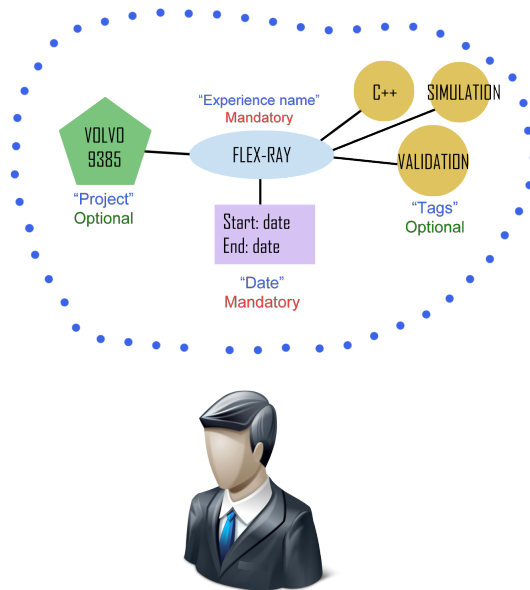 C++
SIMULATION
“Experience name”
Mandatory
VOLVO
9385
FLEX-RAY
VALIDATION
“Project”
Optional
Start: date
End: date
“Tags”
Optional
“Date”
Mandatory